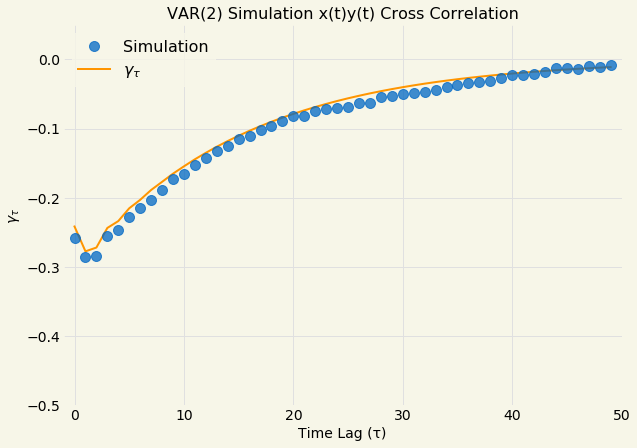 VAR(2) Simulation x(t)y(t) Cross Correlation
Simulation
γτ
0.0
−0.1
−0.2
−0.3
−0.4
−0.5
γτ
0 10 20 30 40 50
Time Lag (τ)